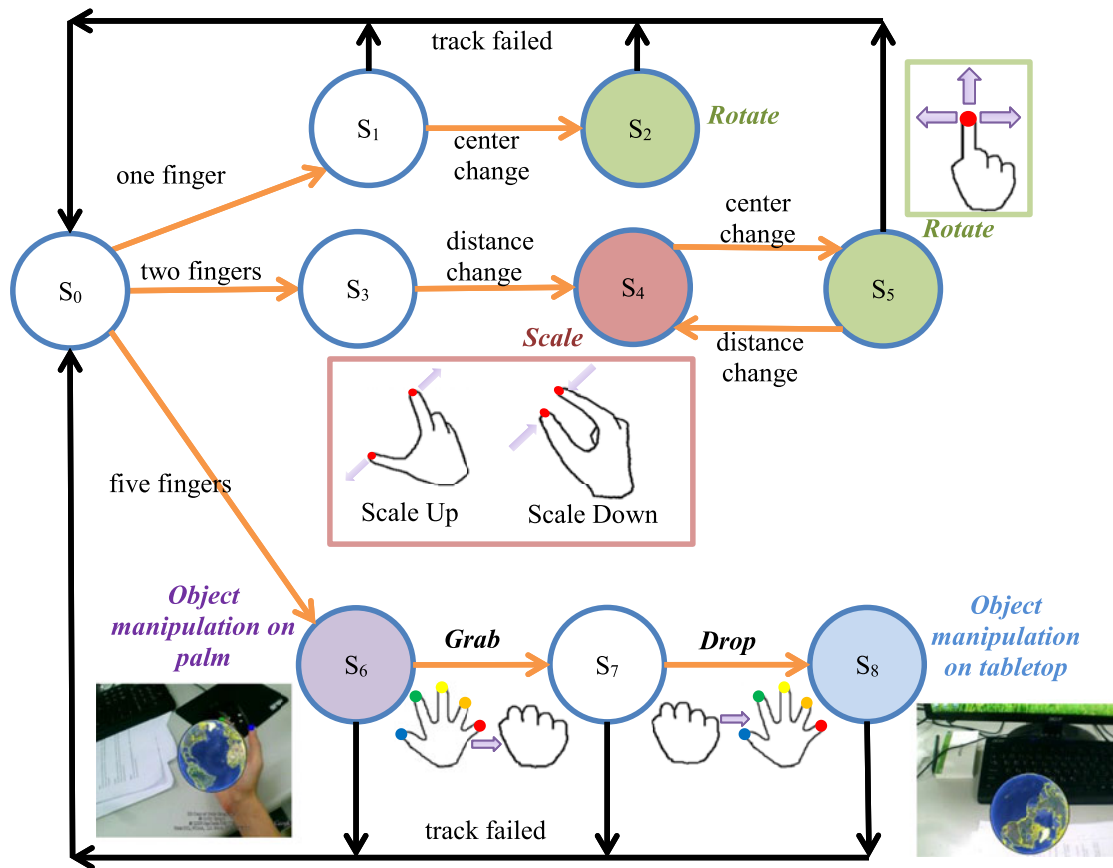 track failed
S₁
S₂
Rotate
center
change
one finger
center
change
Rotate
distance
change
two fingers
S₀
S₃
S₄
S₅
Scale
distance
change
five fingers
Scale Up
Scale Down
Object
manipulation on
palm
Object
manipulation
on tabletop
Grab
Drop
S₆
S₇
S₈
track failed